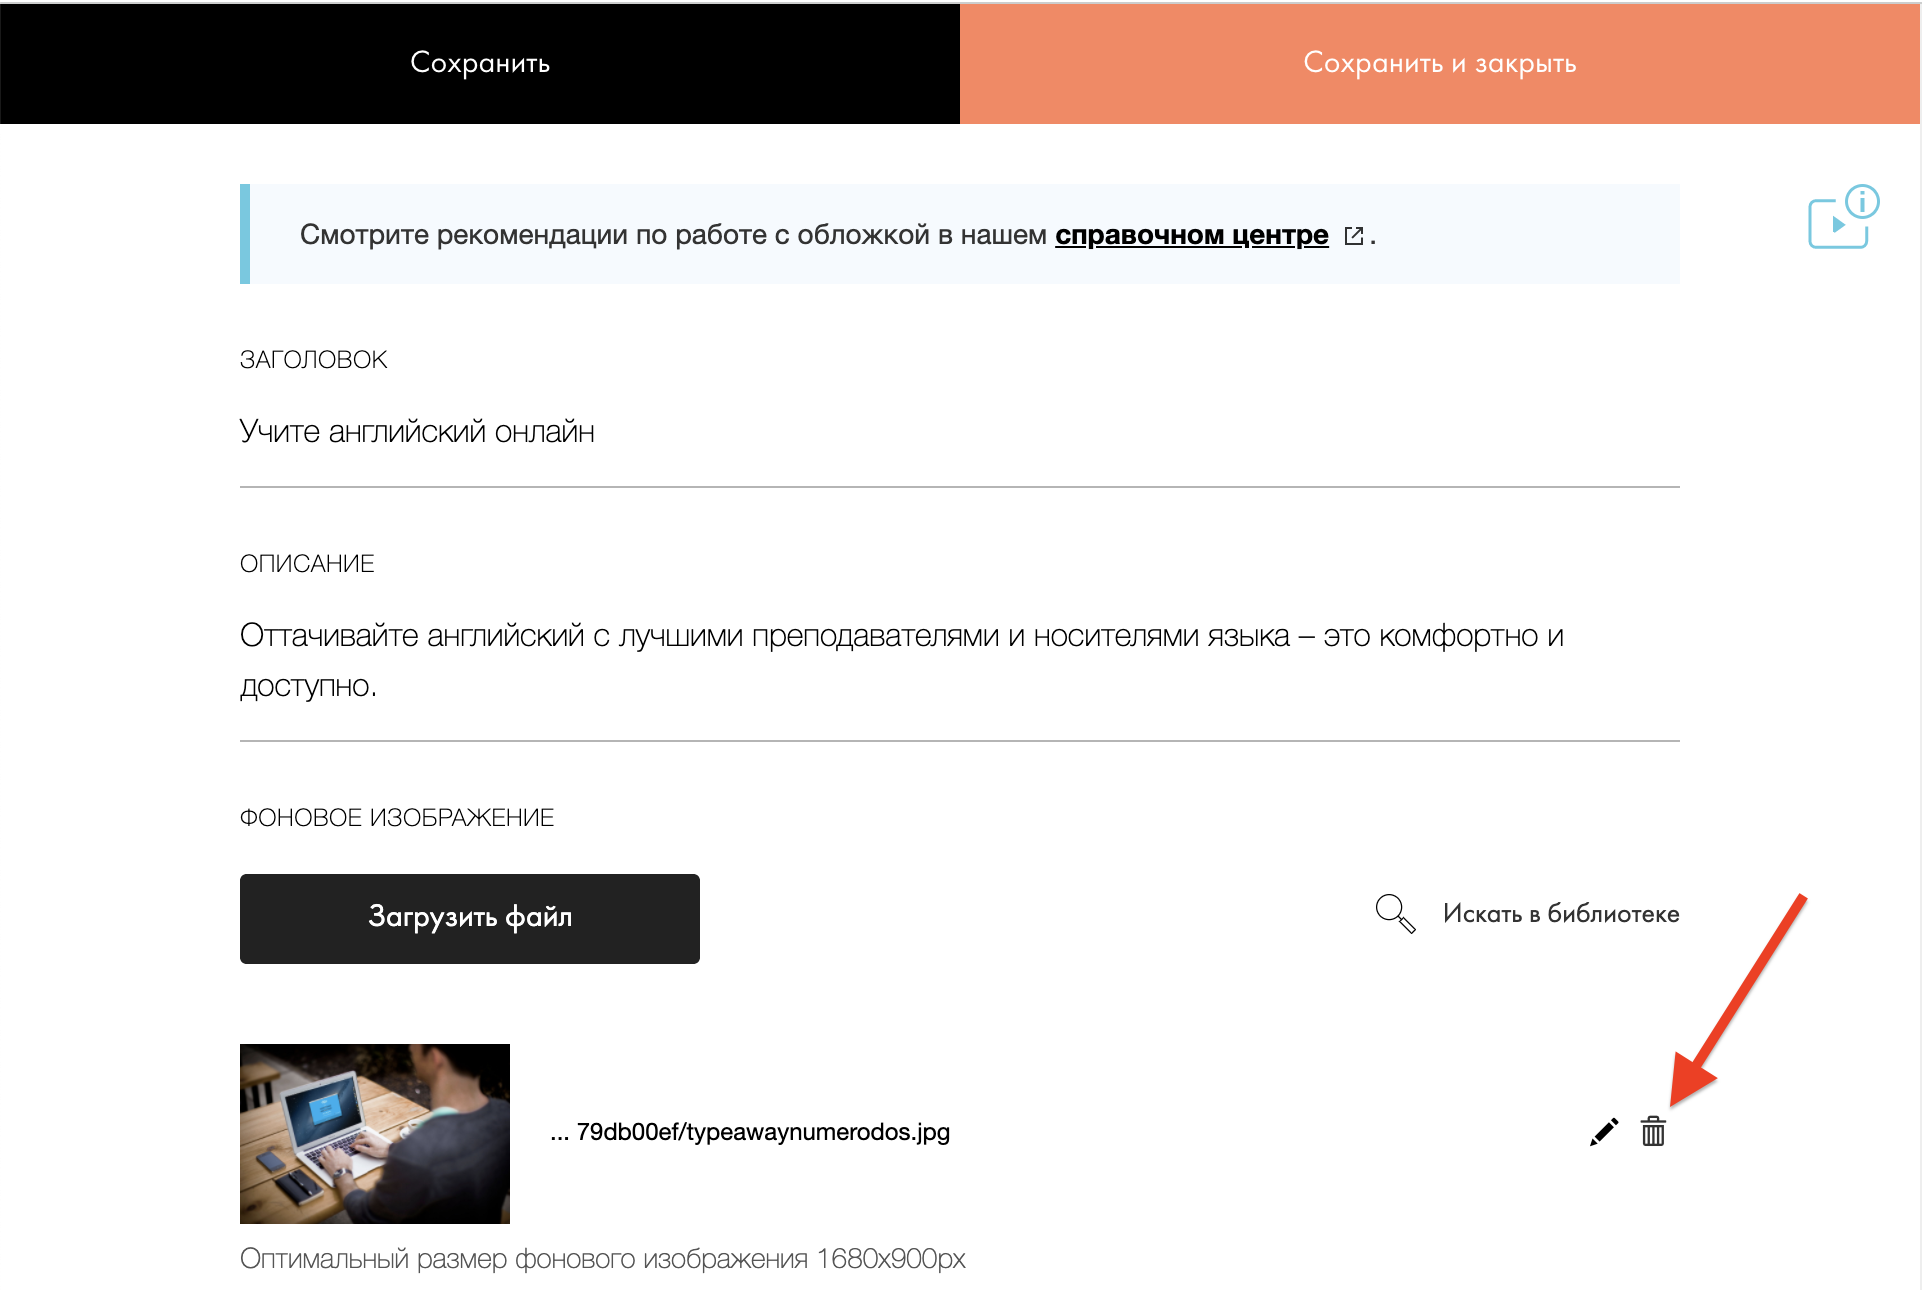 Сохранить
Сохранить и закрыть
Смотрите рекомендации по работе с обложкой в нашем справочном центре .
ЗАГОЛОВОК
Учите английский онлайн
ОПИСАНИЕ
Оттачивайте английский с лучшими преподавателями и носителями языка – это комфортно и
доступно.
ФОНОВОЕ ИЗОБРАЖЕНИЕ
Загрузить файл
Искать в библиотеке
... 79db00ef/typeawaynumerodos.jpg
Оптимальный размер фонового изображения 1680x900px